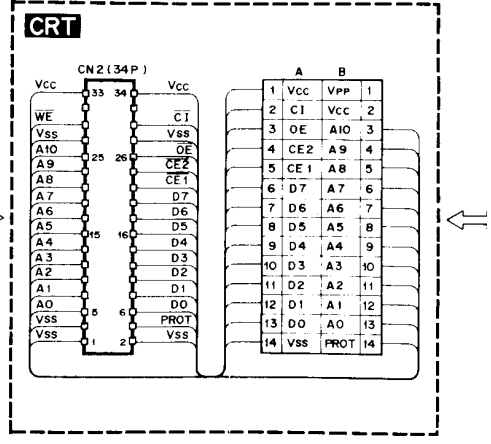 CRT
CN2(34P)
Vcc 33 34 Vcc
WE CI
Vss Vss
A10 OE
A9 25 26 CE2
A8 CE1
A7 D7
A6 D6
A5 15 16 D5
A4 D4
A3 D3
A2 D2
A1 D1
A0 5 6 D0
Vss PROT
Vss 1 2 Vss
A B
1 Vcc VPP 1
2 CI Vcc 2
3 OE A10 3
4 CE2 A9 4
5 CE1 A8 5
6 D7 A7 6
7 D6 A6 7
8 D5 A5 8
9 D4 A4 9
10 D3 A3 10
11 D2 A2 11
12 D1 A1 12
13 D0 A0 13
14 Vss PROT 14